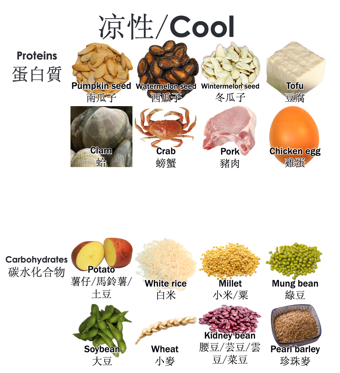 凉性/Cool
Proteins
蛋白質
Pumpkin seed
南瓜子
Watermelon seed
西瓜子
Wintermelon seed
冬瓜子
Tofu
豆腐
Clam
蛤
Crab
螃蟹
Pork
豬肉
Chicken egg
雞蛋
Carbohydrates
碳水化合物
Potato
薯仔/馬鈴薯/
土豆
White rice
白米
Millet
小米/粟
Mung bean
綠豆
Soybean
大豆
Wheat
小麥
Kidney bean
腰豆/芸豆/雲
豆/菜豆
Pearl barley
珍珠麥